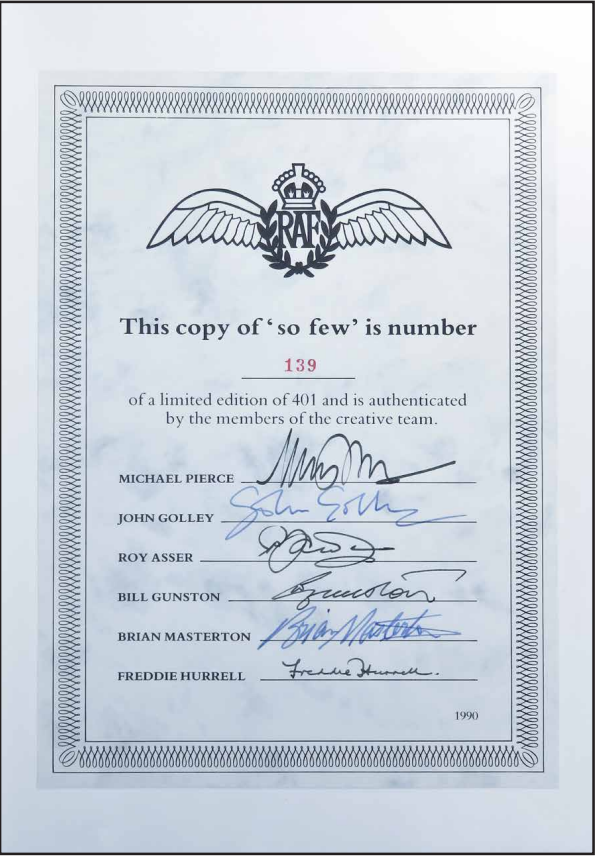 RAF
This copy of ‘so few’ is number
139
of a limited edition of 401 and is authenticated
by the members of the creative team.
MICHAEL PIERCE
JOHN GOLLEY John Golley
ROY ASSER
BILL GUNSTON
BRIAN MASTERTON Brian Masterton
FREDDIE HURRELL Freddie Hurrell.
1990